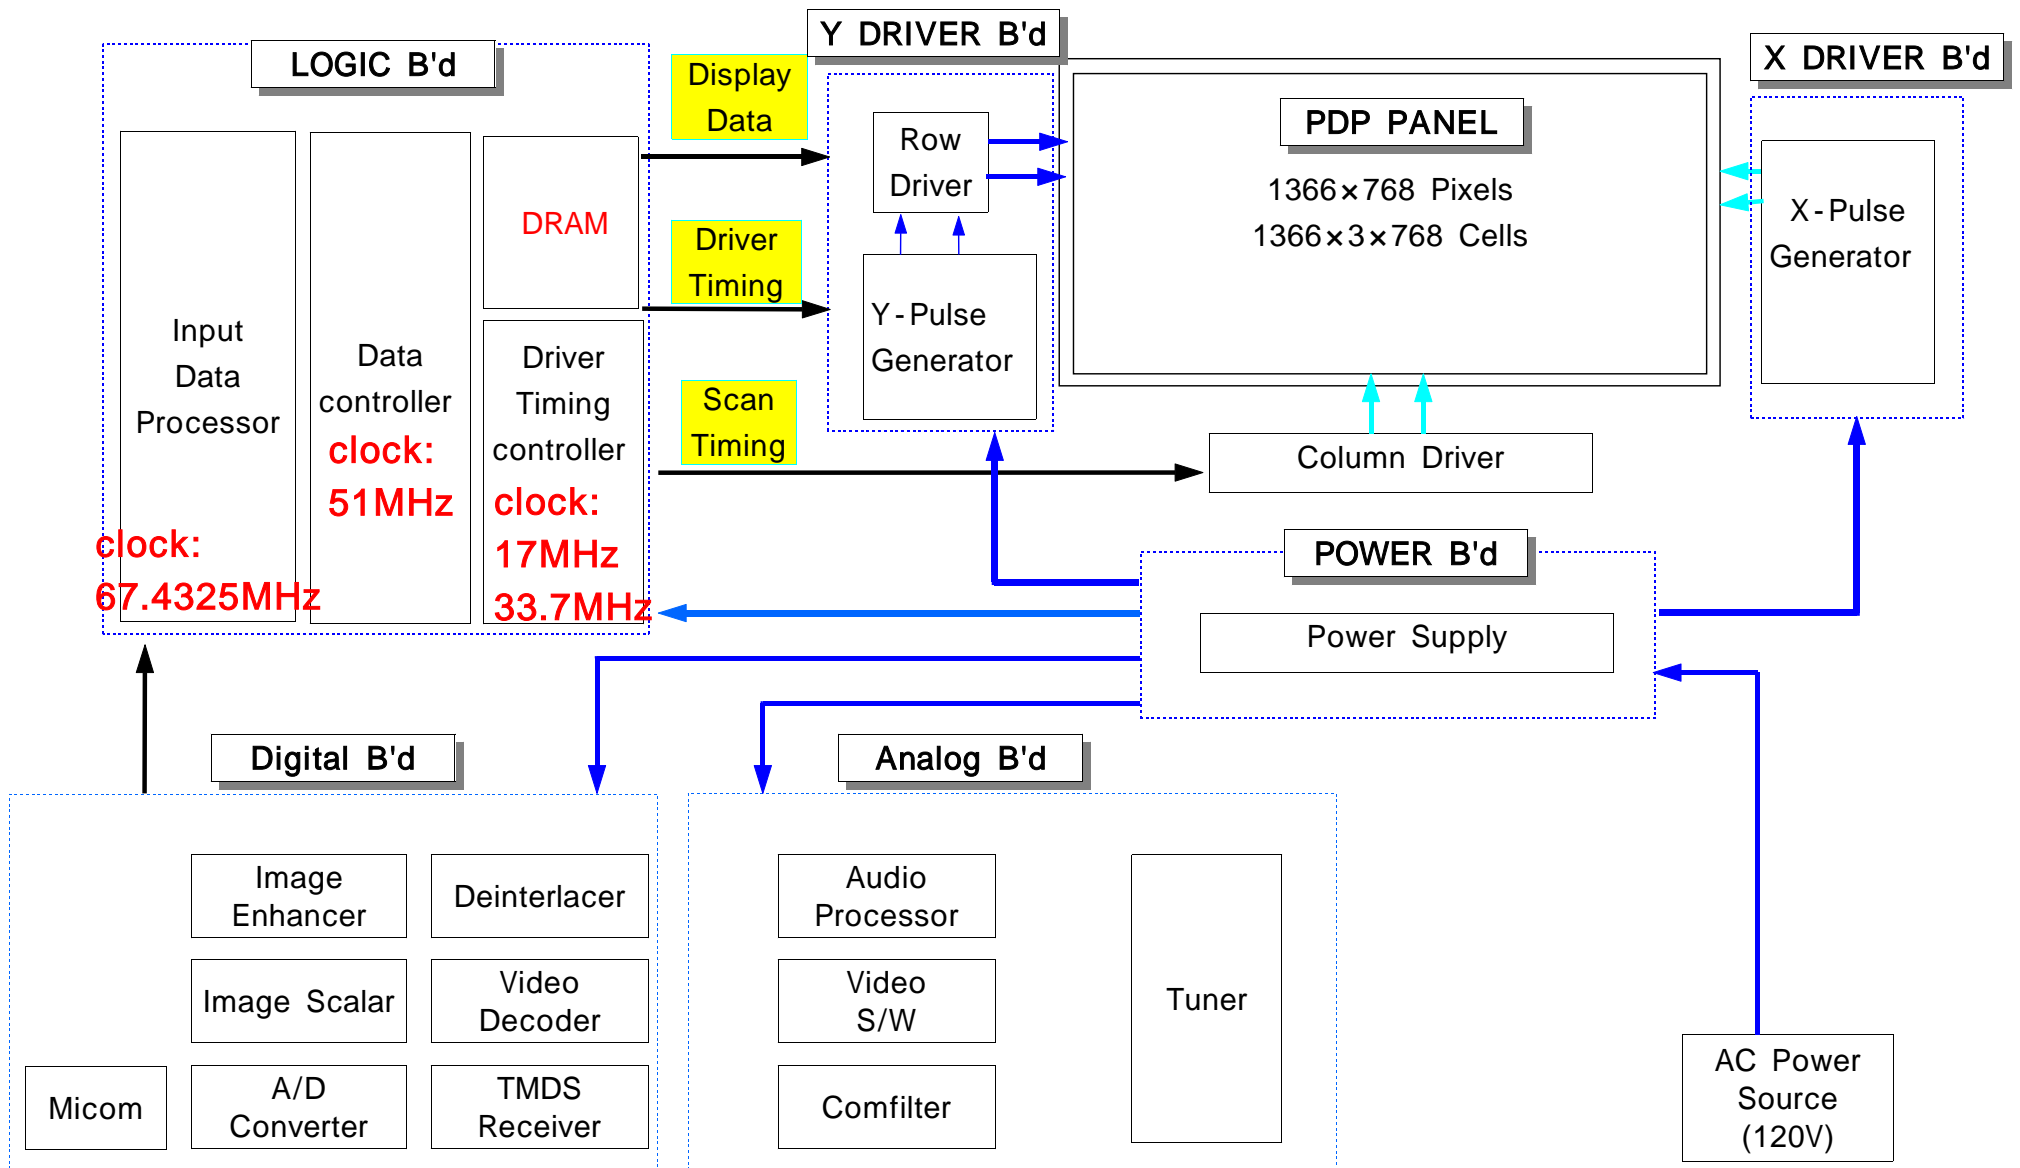 LOGIC B'd
Input
Data
Processor
clock:
67.4325MHz
Data
controller
clock:
51MHz
DRAM
Driver
Timing
controller
clock:
17MHz
33.7MHz
Display
Data
Driver
Timing
Scan
Timing
Y DRIVER B'd
Row
Driver
Y-Pulse
Generator
PDP PANEL
1366×768 Pixels
1366×3×768 Cells
X DRIVER B'd
X-Pulse
Generator
Column Driver
POWER B'd
Power Supply
Digital B'd
Image
Enhancer
Deinterlacer
Image Scalar
Video
Decoder
Micom
A/D
Converter
TMDS
Receiver
Analog B'd
Audio
Processor
Video
S/W
Comfilter
Tuner
AC Power
Source
(120V)